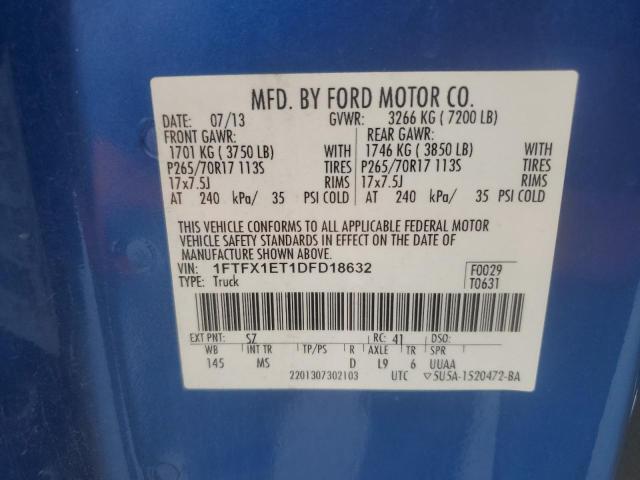 MFD. BY FORD MOTOR CO.
DATE: 07/13 GVWR: 3266 KG ( 7200 LB)
FRONT GAWR: REAR GAWR:
1701 KG ( 3750 LB) WITH 1746 KG ( 3850 LB) WITH
P265/70R17 113S TIRES P265/70R17 113S TIRES
17x7.5J RIMS 17x7.5J RIMS
AT 240 kPa/ 35 PSI COLD AT 240 kPa/ 35 PSI COLD
THIS VEHICLE CONFORMS TO ALL APPLICABLE FEDERAL MOTOR
VEHICLE SAFETY STANDARDS IN EFFECT ON THE DATE OF
MANUFACTURE SHOWN ABOVE.
VIN: 1FTFX1ET1DFD18632 F0029
TYPE: Truck T0631
EXT PNT: SZ RC: 41 DSO:
WB INT TR TP/PS R AXLE TR SPR
145 MS D L9 6 UUAA
2201307302103 UTC ▽5U5A-1520472-BA